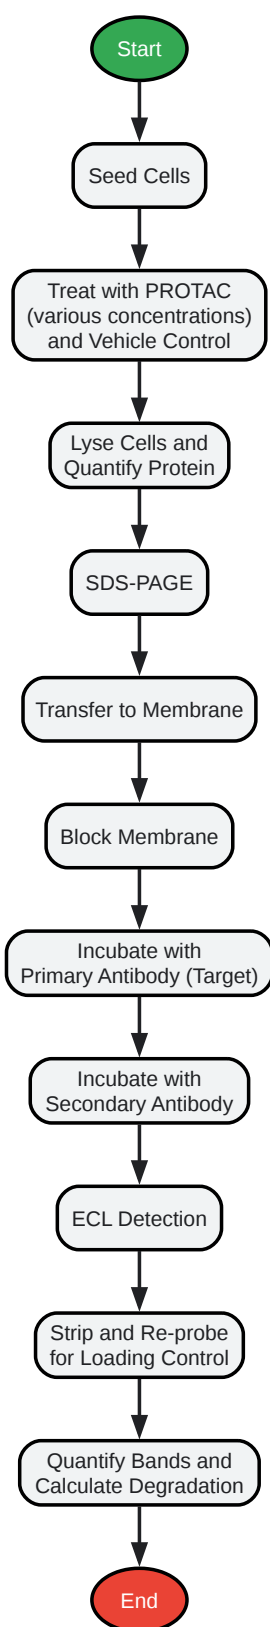 Start
Seed Cells
Treat with PROTAC
(various concentrations)
and Vehicle Control
Lyse Cells and
Quantify Protein
SDS-PAGE
Transfer to Membrane
Block Membrane
Incubate with
Primary Antibody (Target)
Incubate with
Secondary Antibody
ECL Detection
Strip and Re-probe
for Loading Control
Quantify Bands and
Calculate Degradation
End